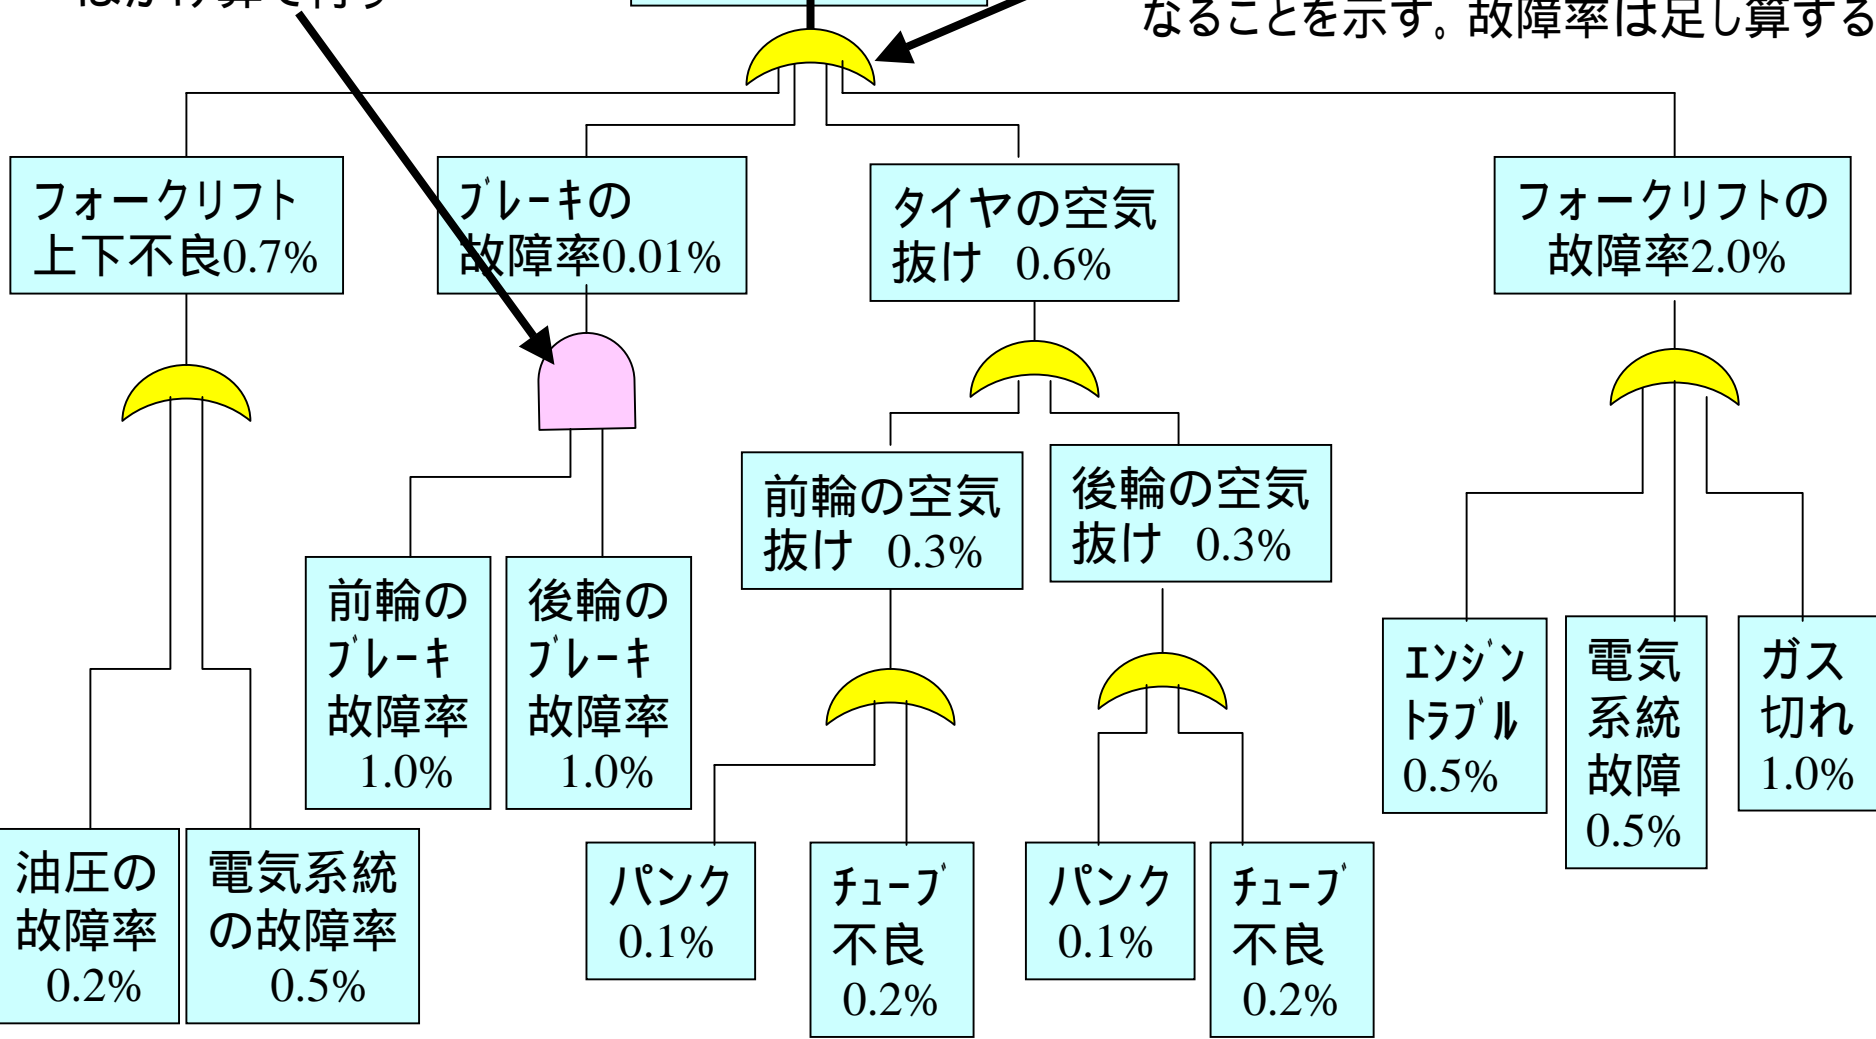 なることを示す。故障率は足し算する
フォークリフト
上下不良0.7%
ﾌﾞﾚｰｷの
故障率0.01%
タイヤの空気
抜け 0.6%
フォークリフトの
故障率2.0%
前輪の空気
抜け 0.3%
後輪の空気
抜け 0.3%
前輪の
ﾌﾞﾚｰｷ
故障率
1.0%
後輪の
ﾌﾞﾚｰｷ
故障率
1.0%
ｴﾝｼﾞﾝ
ﾄﾗﾌﾞﾙ
0.5%
電気
系統
故障
0.5%
ガス
切れ
1.0%
油圧の
故障率
0.2%
電気系統
の故障率
0.5%
パンク
0.1%
ﾁｭｰﾌﾞ
不良
0.2%
パンク
0.1%
ﾁｭｰﾌﾞ
不良
0.2%